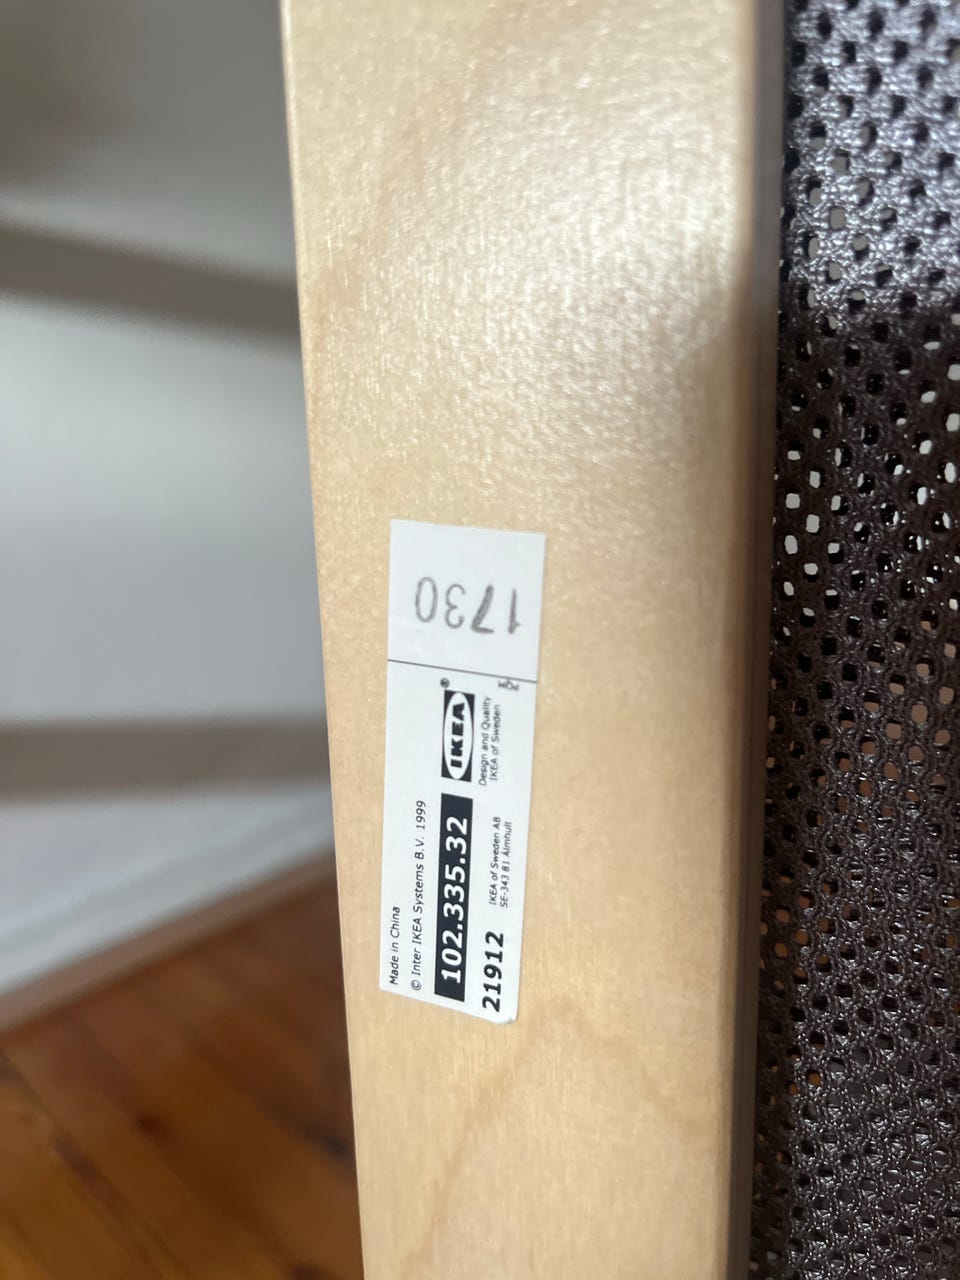 Made in China
© Inter IKEA Systems B.V. 1999
102.335.32
IKEA®
21912
IKEA of Sweden AB
SE-343 81 Älmhult
Design and Quality
IKEA of Sweden
1730